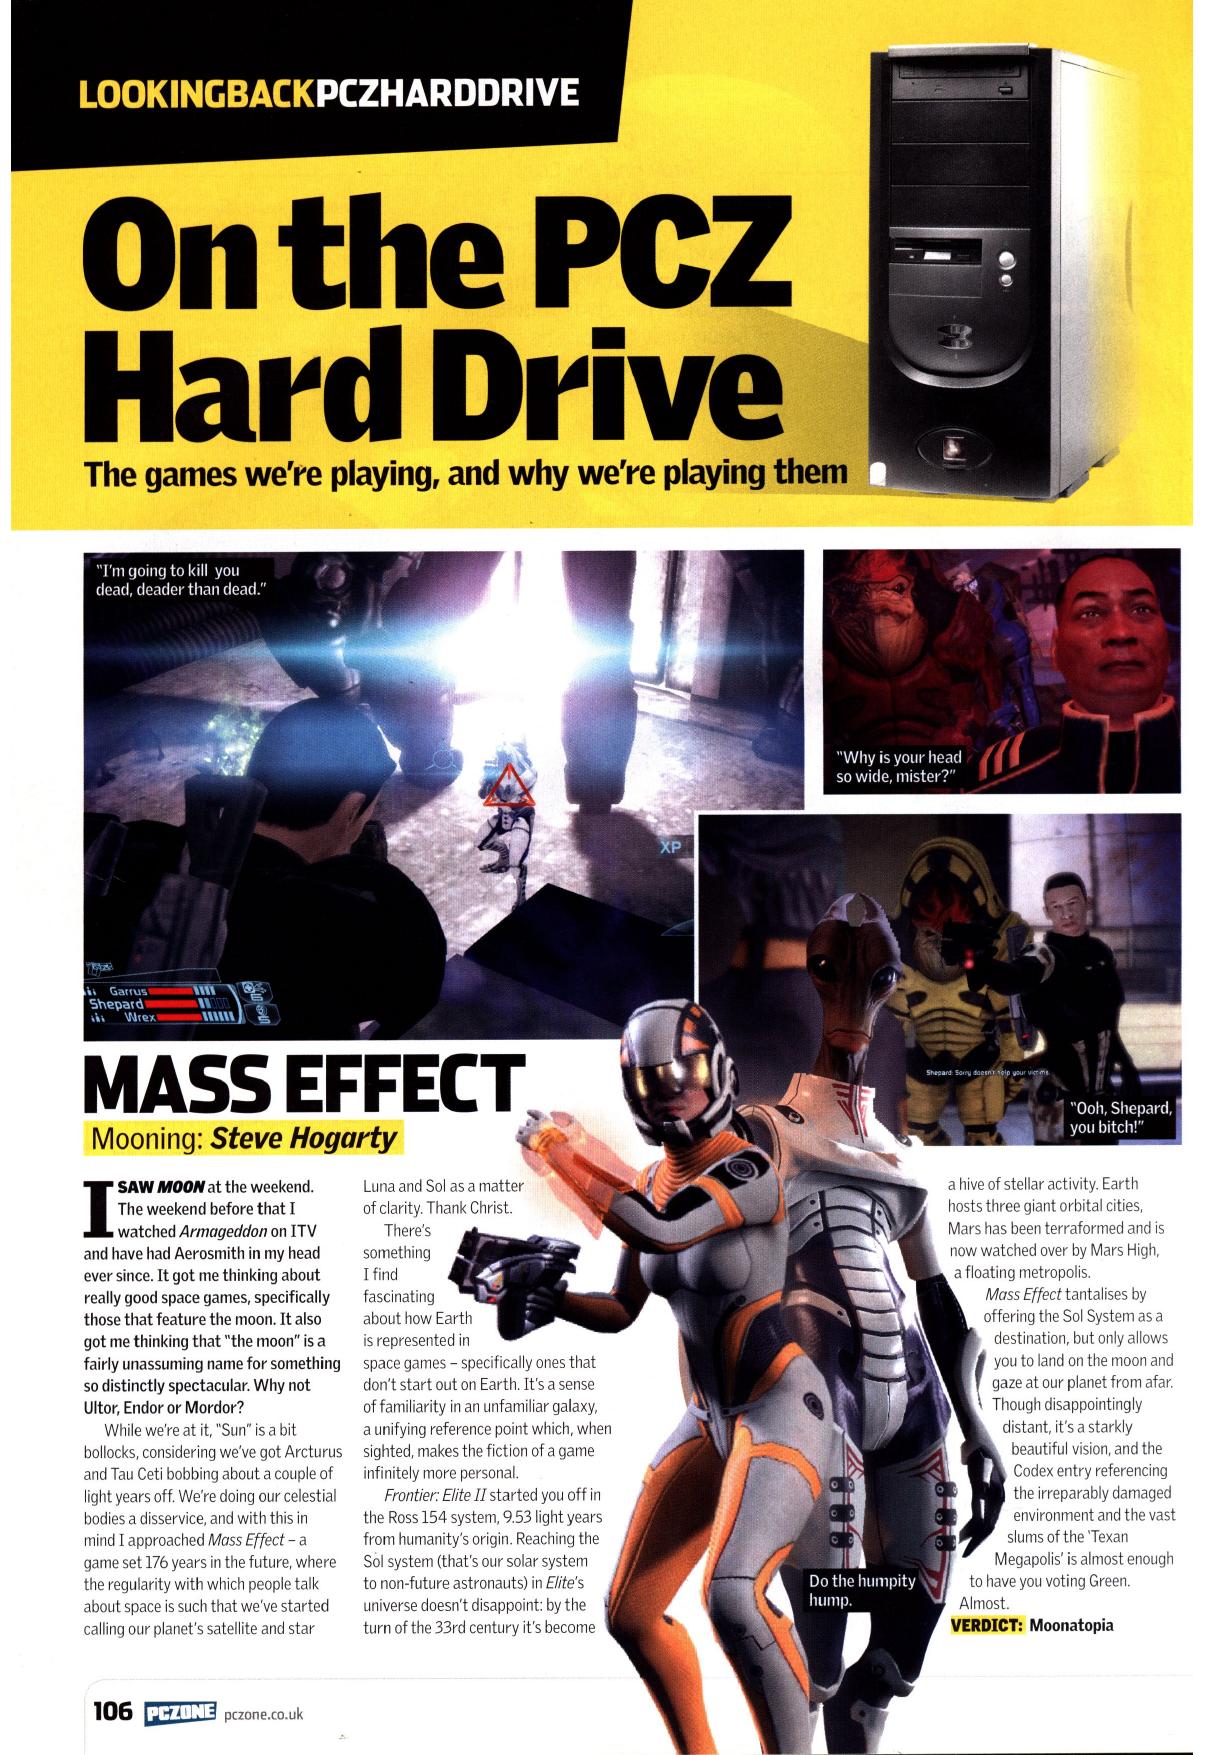 LOOKINGBACKPCZHARDDRIVE
On the PCZ
Hard Drive
The games we're playing, and why we're playing them
"I'm going to kill you
dead, deader than dead."
XP
Garrus
Shepard
Wrex
"Why is your head
so wide, mister?"
Shepard: Sorry doesn't help your victims.
"Ooh, Shepard,
you bitch!"
MASS EFFECT
Mooning: Steve Hogarty
I SAW MOON at the weekend.
The weekend before that I
watched Armageddon on ITV
and have had Aerosmith in my head
ever since. It got me thinking about
really good space games, specifically
those that feature the moon. It also
got me thinking that "the moon" is a
fairly unassuming name for something
so distinctly spectacular. Why not
Ultor, Endor or Mordor?
While we're at it, "Sun" is a bit
bollocks, considering we've got Arcturus
and Tau Ceti bobbing about a couple of
light years off. We're doing our celestial
bodies a disservice, and with this in
mind I approached Mass Effect – a
game set 176 years in the future, where
the regularity with which people talk
about space is such that we've started
calling our planet's satellite and star
Luna and Sol as a matter
of clarity. Thank Christ.
There's
something
I find
fascinating
about how Earth
is represented in
space games – specifically ones that
don't start out on Earth. It's a sense
of familiarity in an unfamiliar galaxy,
a unifying reference point which, when
sighted, makes the fiction of a game
infinitely more personal.
Frontier: Elite II started you off in
the Ross 154 system, 9.53 light years
from humanity's origin. Reaching the
Sol system (that's our solar system
to non-future astronauts) in Elite's
universe doesn't disappoint: by the
turn of the 33rd century it's become
a hive of stellar activity. Earth
hosts three giant orbital cities,
Mars has been terraformed and is
now watched over by Mars High,
a floating metropolis.
Mass Effect tantalises by
offering the Sol System as a
destination, but only allows
you to land on the moon and
gaze at our planet from afar.
Though disappointingly
distant, it's a starkly
beautiful vision, and the
Codex entry referencing
the irreparably damaged
environment and the vast
slums of the 'Texan
Megapolis' is almost enough
to have you voting Green.
Almost.
VERDICT: Moonatopia
Do the humpity
hump.
106 PCZONE pczone.co.uk